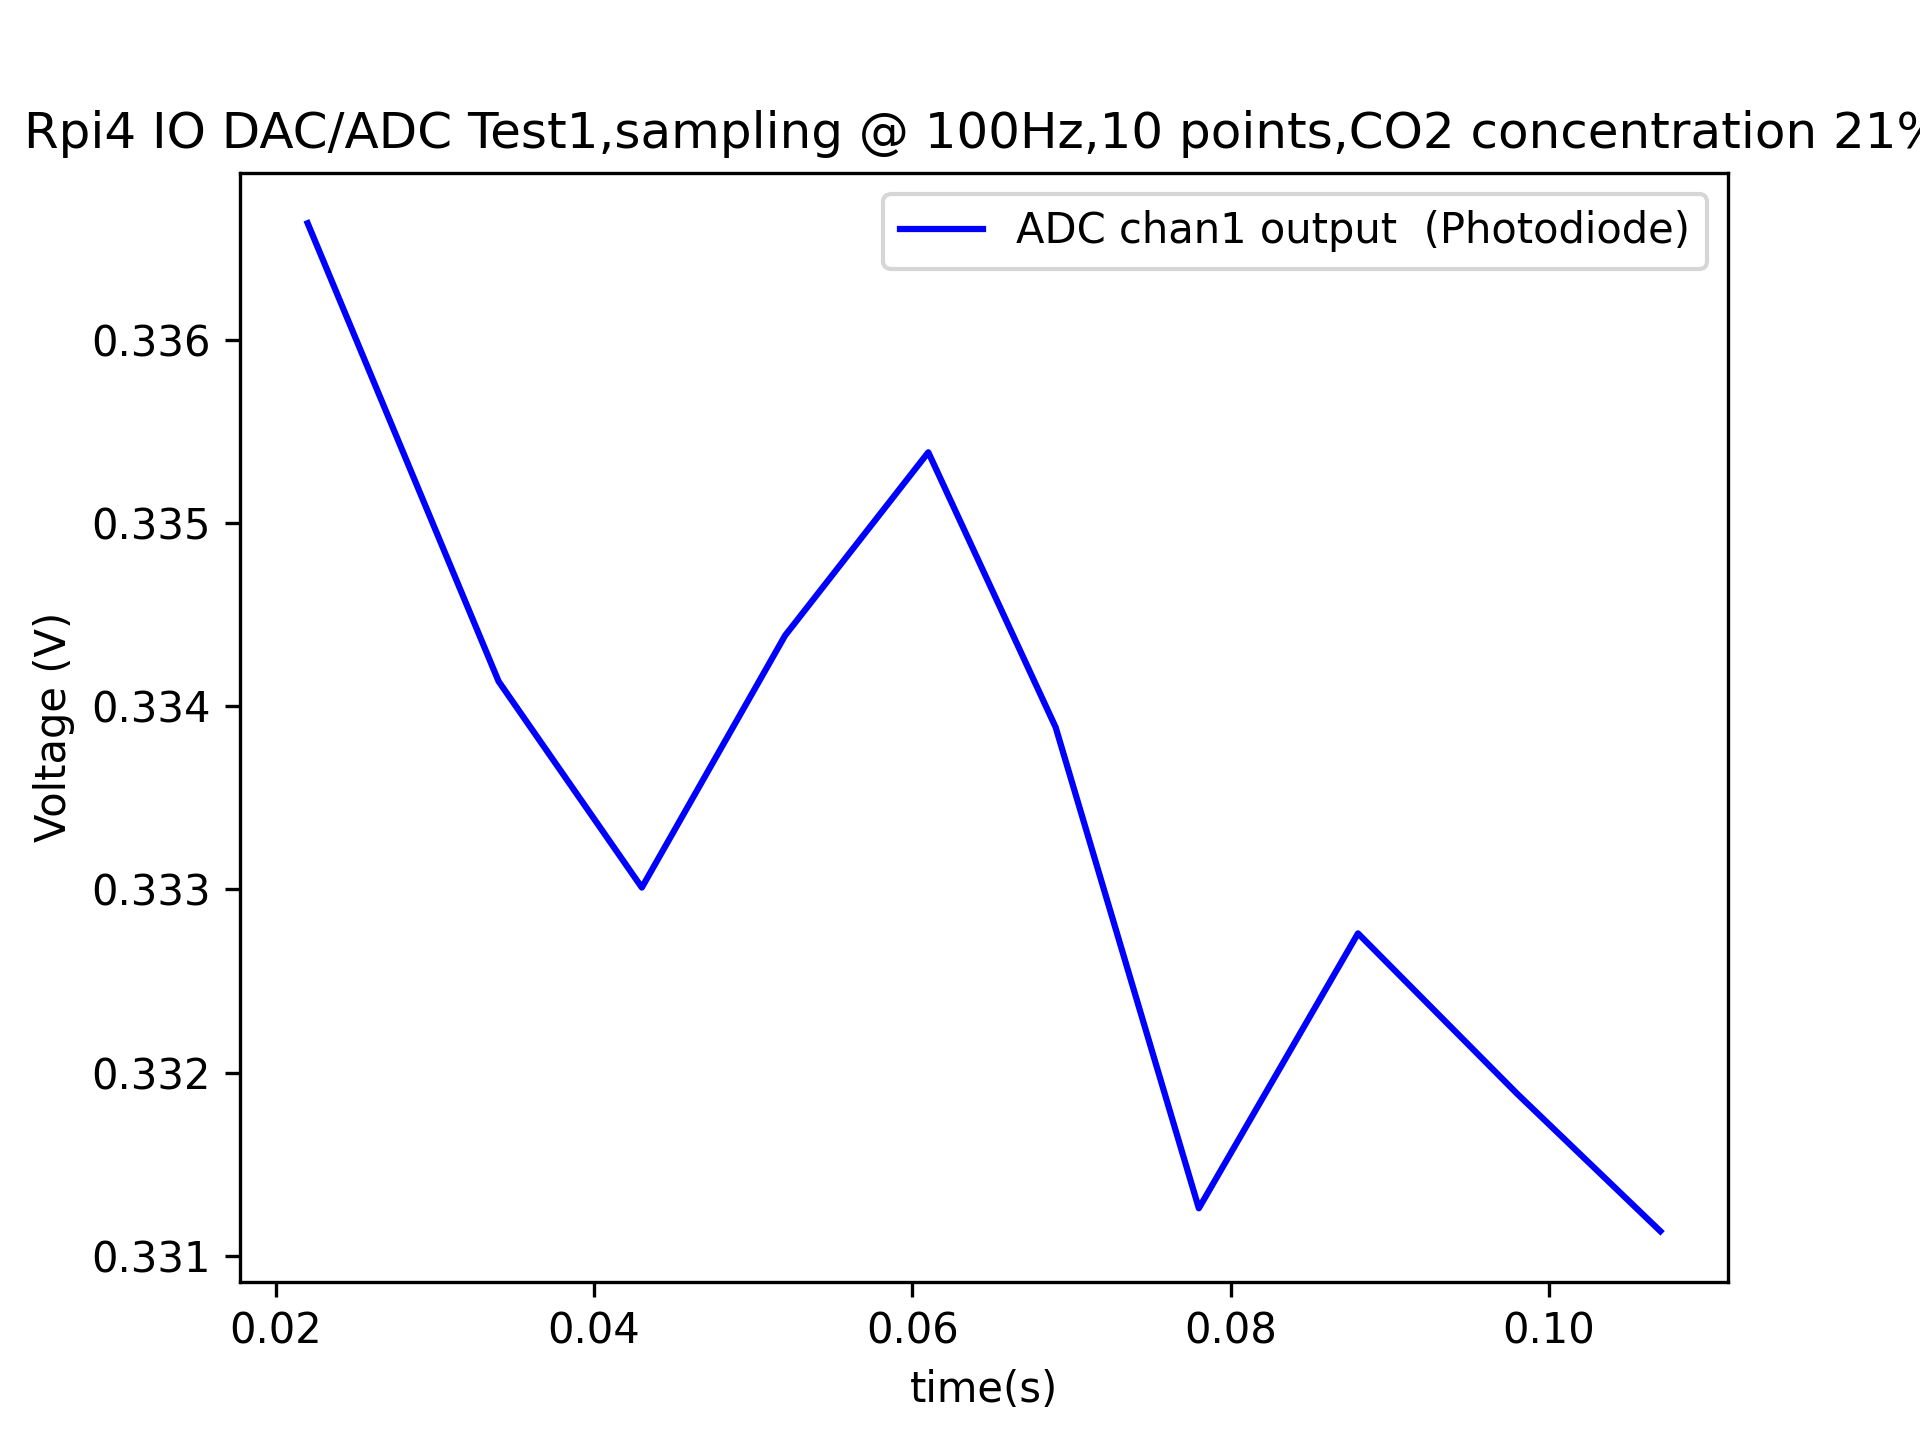 Rpi4 IO DAC/ADC Test1,sampling @ 100Hz,10 points,CO2 concentration 21%
ADC chan1 output (Photodiode)
0.336
0.335
0.334
0.333
0.332
0.331
Voltage (V)
0.02 0.04 0.06 0.08 0.10
time(s)